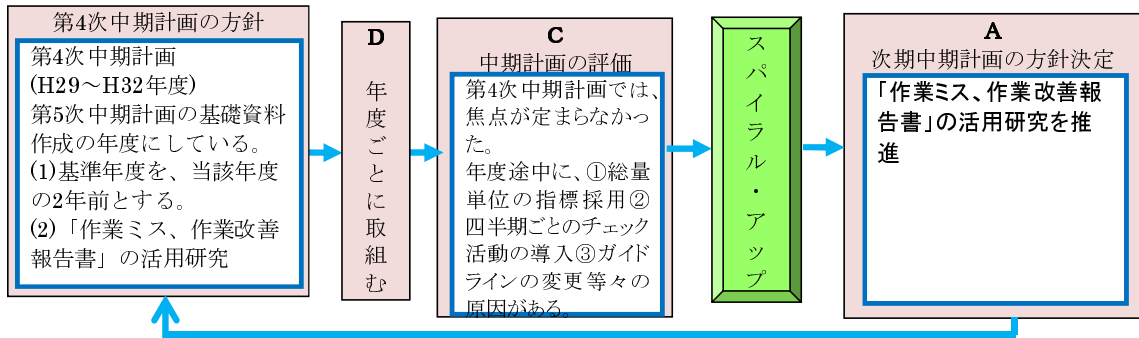 第4次中期計画の方針
第4次中期計画
(H29～H32年度)
第5次中期計画の基礎資料
作成の年度にしている。
(1)基準年度を、当該年度
の2年前とする。
(2)「作業ミス、作業改善
報告書」の活用研究
D
年度ごとに取組む
C
中期計画の評価
第4次中期計画では、
焦点が定まらなかっ
た。
年度途中に、①総量
単位の指標採用②
四半期ごとのチェック
活動の導入③ガイド
ラインの変更等々の
原因がある。
スパイラル・アップ
A
次期中期計画の方針決定
「作業ミス、作業改善報
告書」の活用研究を推
進